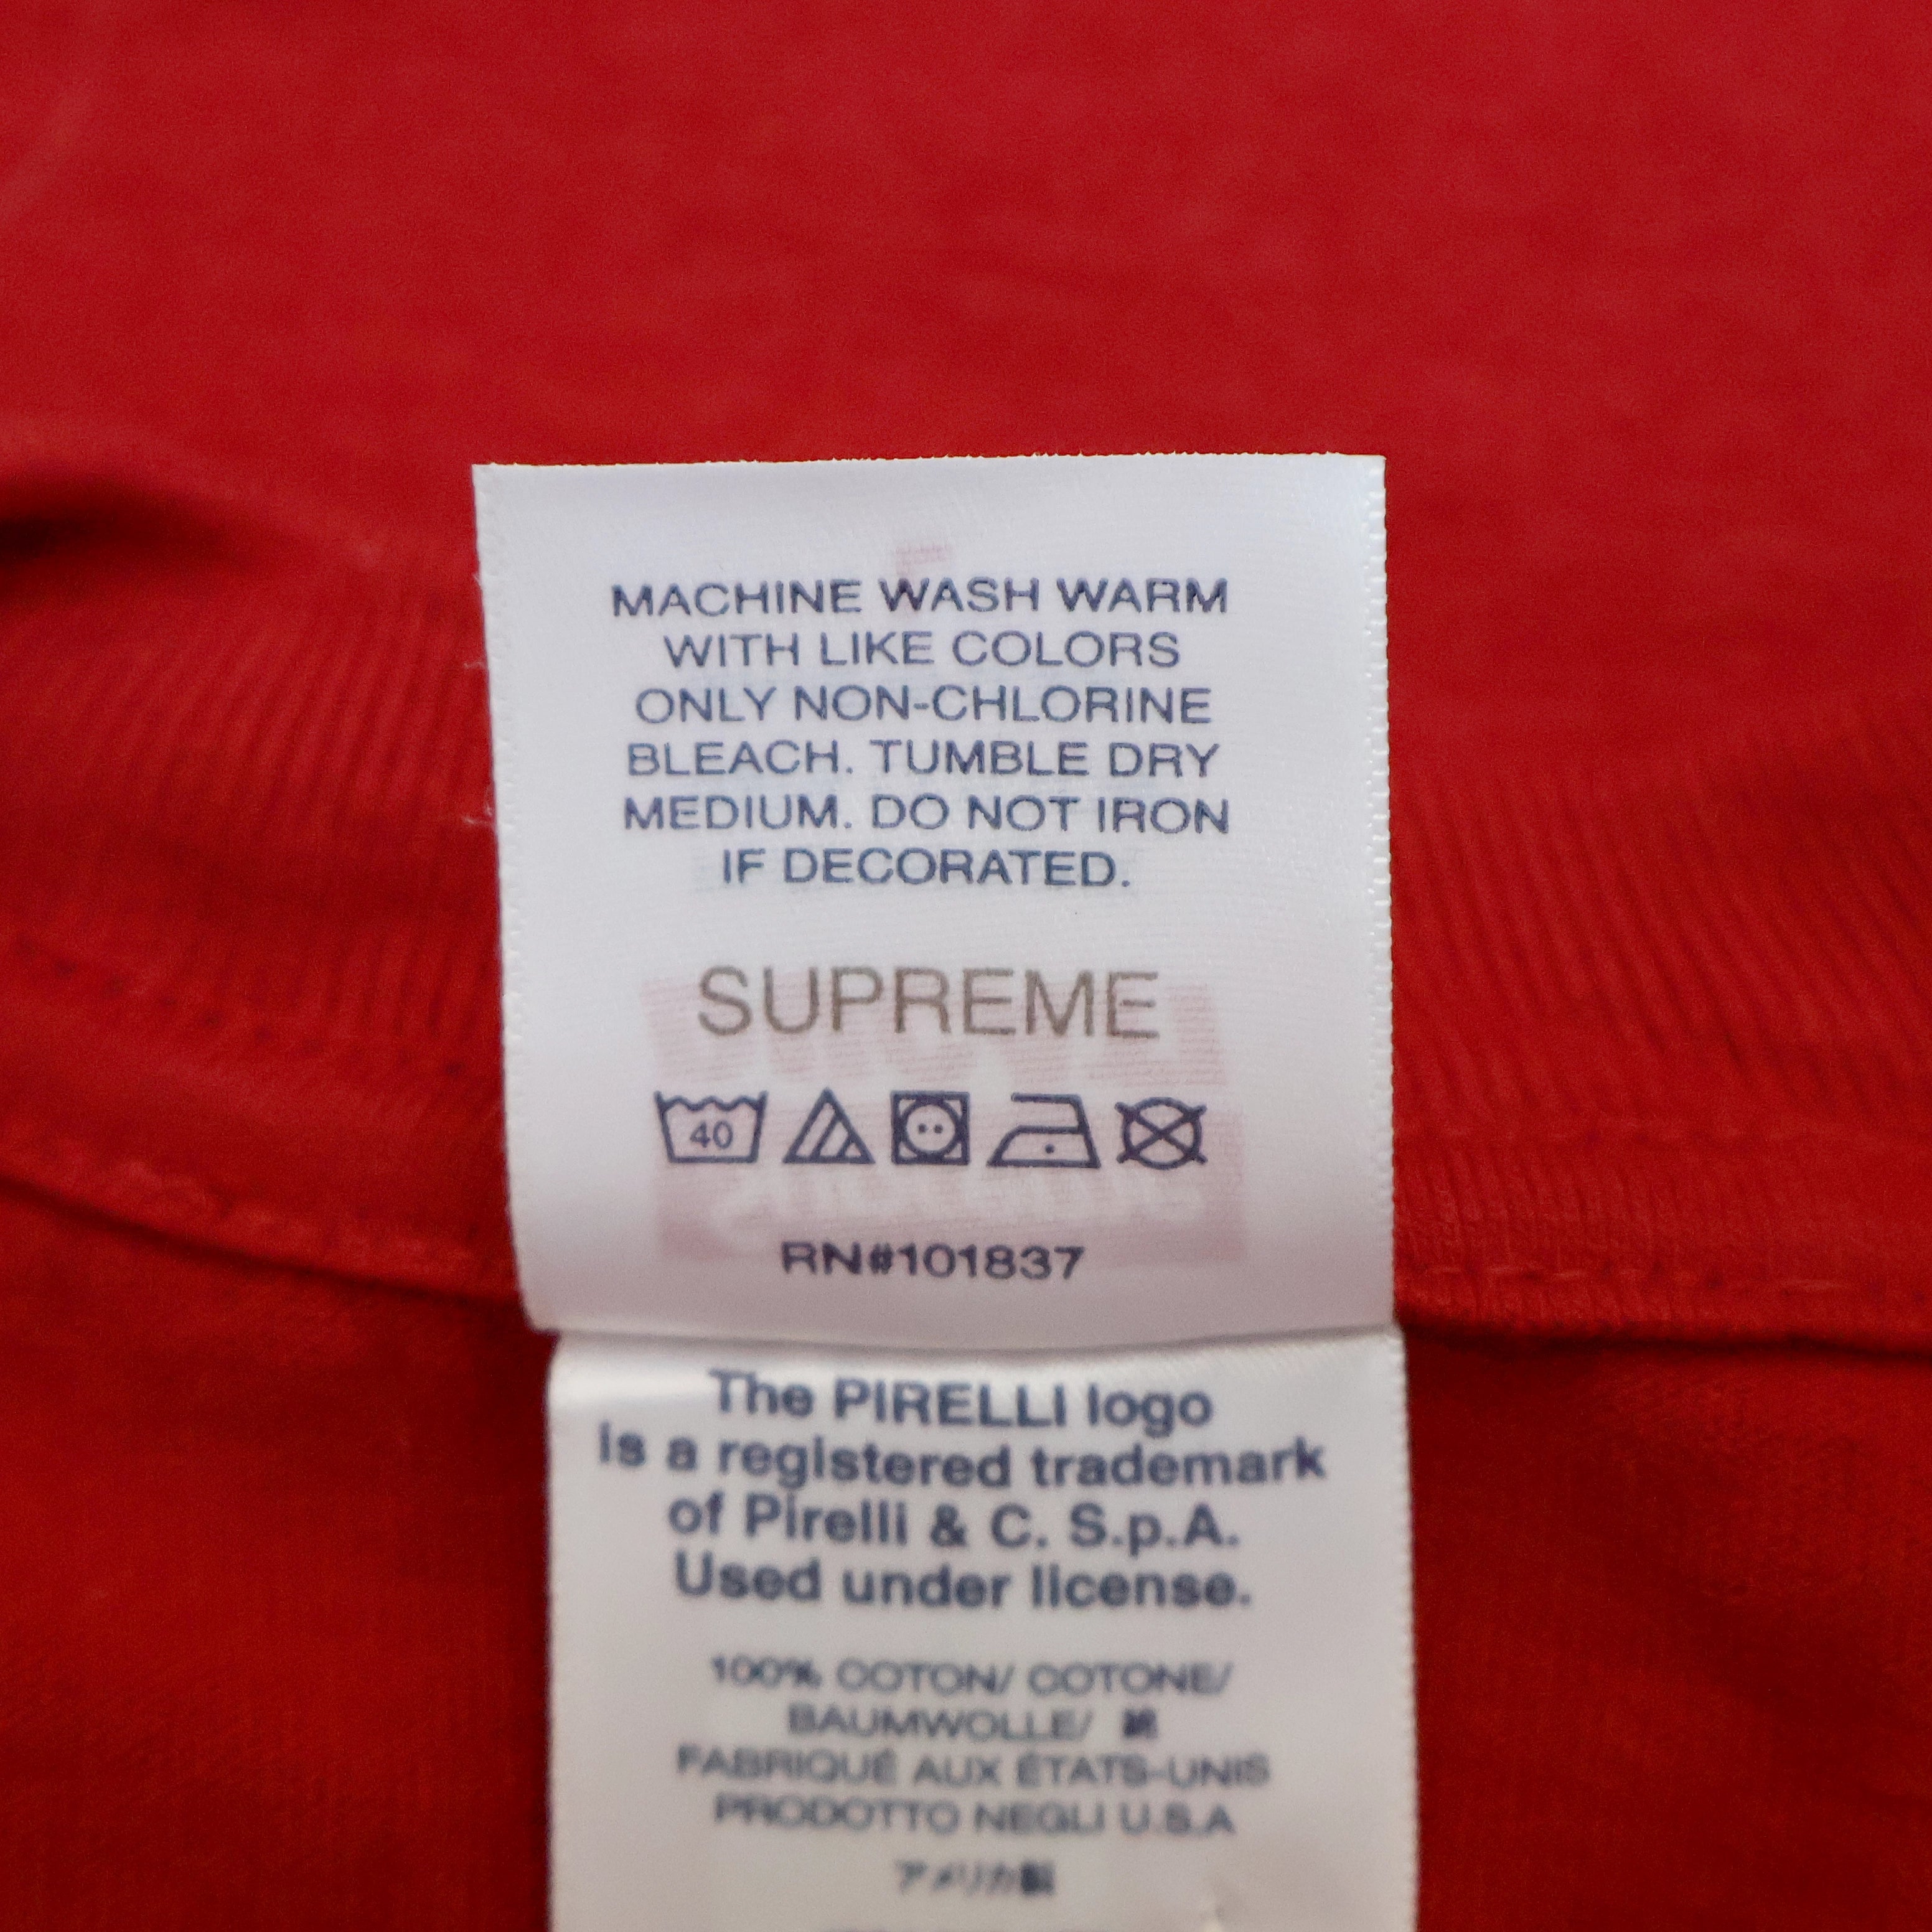 MACHINE WASH WARM
WITH LIKE COLORS
ONLY NON-CHLORINE
BLEACH. TUMBLE DRY
MEDIUM. DO NOT IRON
IF DECORATED.
SUPREME
40
RN#101837
The PIRELLI logo
is a registered trademark
of Pirelli & C. S.p.A.
Used under license.
100% COTON/ COTONE/
BAUMWOLLE/ 綿
FABRIQUÉ AUX ÉTATS-UNIS
PRODOTTO NEGLI U.S.A
アメリカ製